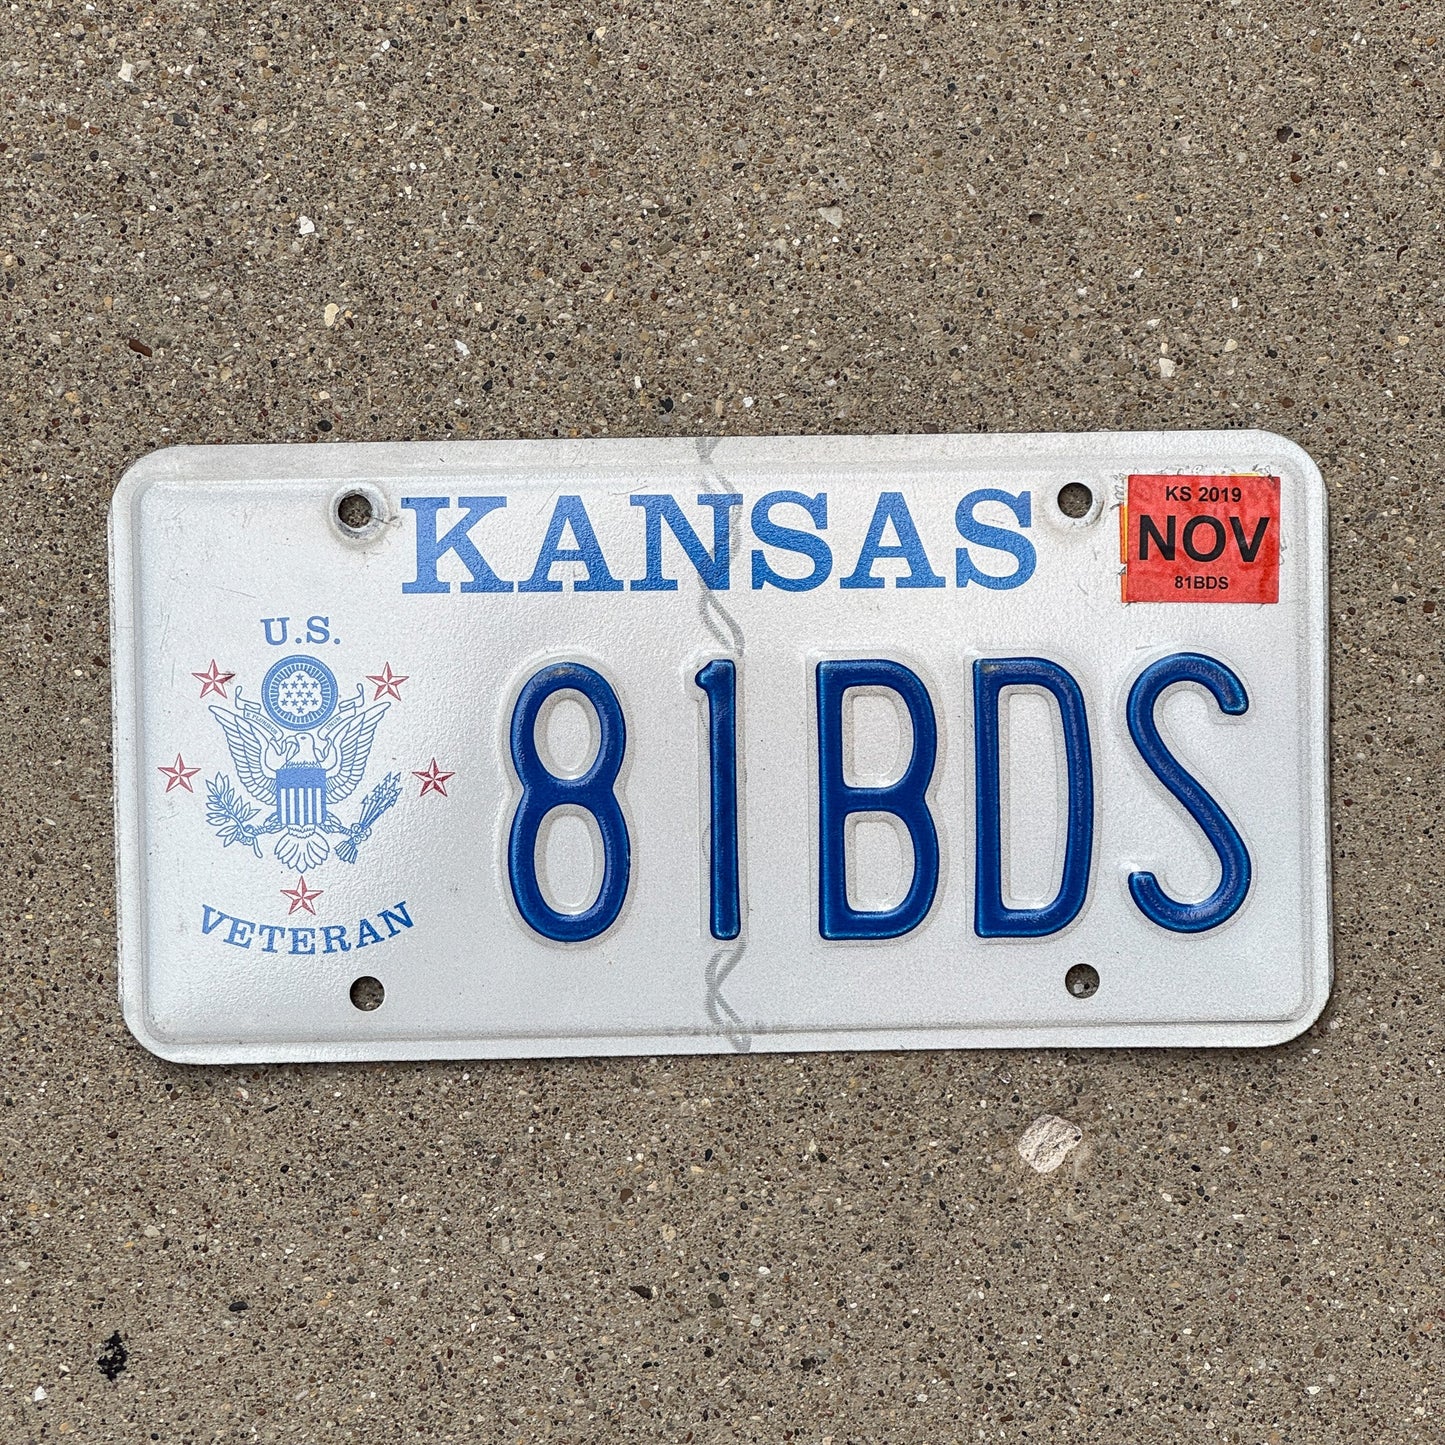 KANSAS
KS 2019
NOV
81BDS
U.S.
VETERAN
81BDS